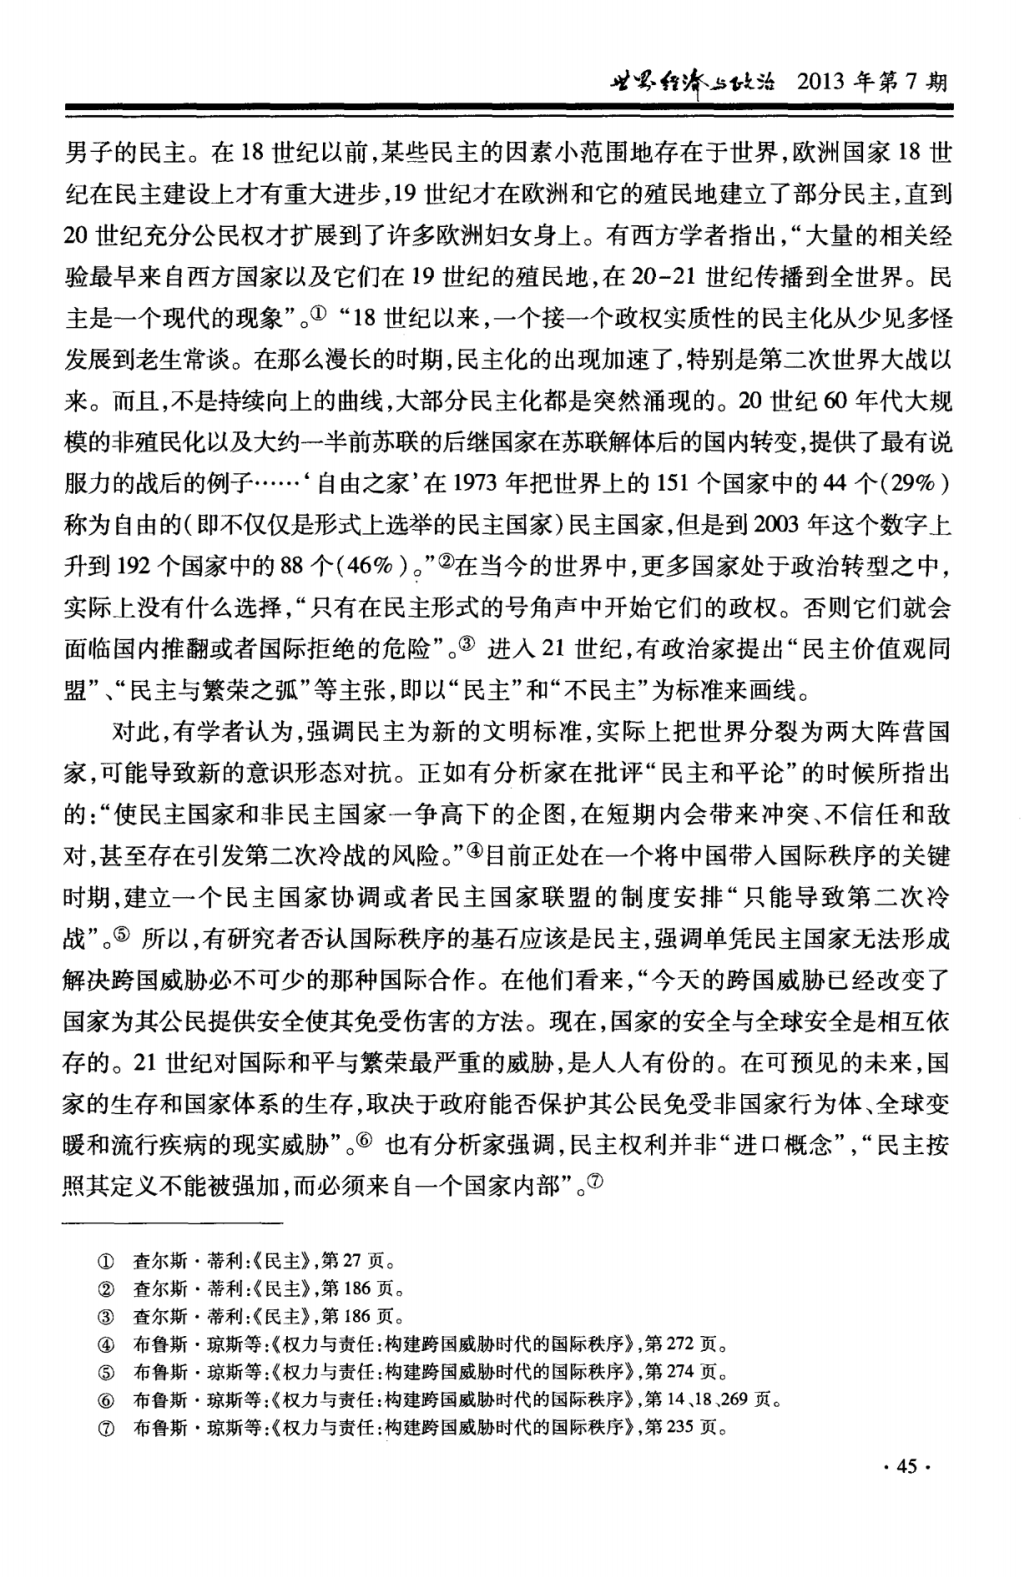 世界经济与政治 2013 年第 7 期
男子的民主。在 18 世纪以前,某些民主的因素小范围地存在于世界,欧洲国家 18 世
纪在民主建设上才有重大进步,19 世纪才在欧洲和它的殖民地建立了部分民主,直到
20 世纪充分公民权才扩展到了许多欧洲妇女身上。有西方学者指出,“大量的相关经
验最早来自西方国家以及它们在 19 世纪的殖民地,在 20-21 世纪传播到全世界。民
主是一个现代的现象”。① “18 世纪以来,一个接一个政权实质性的民主化从少见多怪
发展到老生常谈。在那么漫长的时期,民主化的出现加速了,特别是第二次世界大战以
来。而且,不是持续向上的曲线,大部分民主化都是突然涌现的。20 世纪 60 年代大规
模的非殖民化以及大约一半前苏联的后继国家在苏联解体后的国内转变,提供了最有说
服力的战后的例子……‘自由之家’在 1973 年把世界上的 151 个国家中的 44 个(29%)
称为自由的(即不仅仅是形式上选举的民主国家)民主国家,但是到 2003 年这个数字上
升到 192 个国家中的 88 个(46%)。”②在当今的世界中,更多国家处于政治转型之中,
实际上没有什么选择,“只有在民主形式的号角声中开始它们的政权。否则它们就会
面临国内推翻或者国际拒绝的危险”。③ 进入 21 世纪,有政治家提出“民主价值观同
盟”、“民主与繁荣之弧”等主张,即以“民主”和“不民主”为标准来画线。
对此,有学者认为,强调民主为新的文明标准,实际上把世界分裂为两大阵营国
家,可能导致新的意识形态对抗。正如有分析家在批评“民主和平论”的时候所指出
的:“使民主国家和非民主国家一争高下的企图,在短期内会带来冲突、不信任和敌
对,甚至存在引发第二次冷战的风险。”④目前正处在一个将中国带入国际秩序的关键
时期,建立一个民主国家协调或者民主国家联盟的制度安排“只能导致第二次冷
战”。⑤ 所以,有研究者否认国际秩序的基石应该是民主,强调单凭民主国家无法形成
解决跨国威胁必不可少的那种国际合作。在他们看来,“今天的跨国威胁已经改变了
国家为其公民提供安全使其免受伤害的方法。现在,国家的安全与全球安全是相互依
存的。21 世纪对国际和平与繁荣最严重的威胁,是人人有份的。在可预见的未来,国
家的生存和国家体系的生存,取决于政府能否保护其公民免受非国家行为体、全球变
暖和流行疾病的现实威胁”。⑥ 也有分析家强调,民主权利并非“进口概念”,“民主按
照其定义不能被强加,而必须来自一个国家内部”。⑦
① 查尔斯·蒂利:《民主》,第 27 页。
② 查尔斯·蒂利:《民主》,第 186 页。
③ 查尔斯·蒂利:《民主》,第 186 页。
④ 布鲁斯·琼斯等:《权力与责任:构建跨国威胁时代的国际秩序》,第 272 页。
⑤ 布鲁斯·琼斯等:《权力与责任:构建跨国威胁时代的国际秩序》,第 274 页。
⑥ 布鲁斯·琼斯等:《权力与责任:构建跨国威胁时代的国际秩序》,第 14、18、269 页。
⑦ 布鲁斯·琼斯等:《权力与责任:构建跨国威胁时代的国际秩序》,第 235 页。
·45·